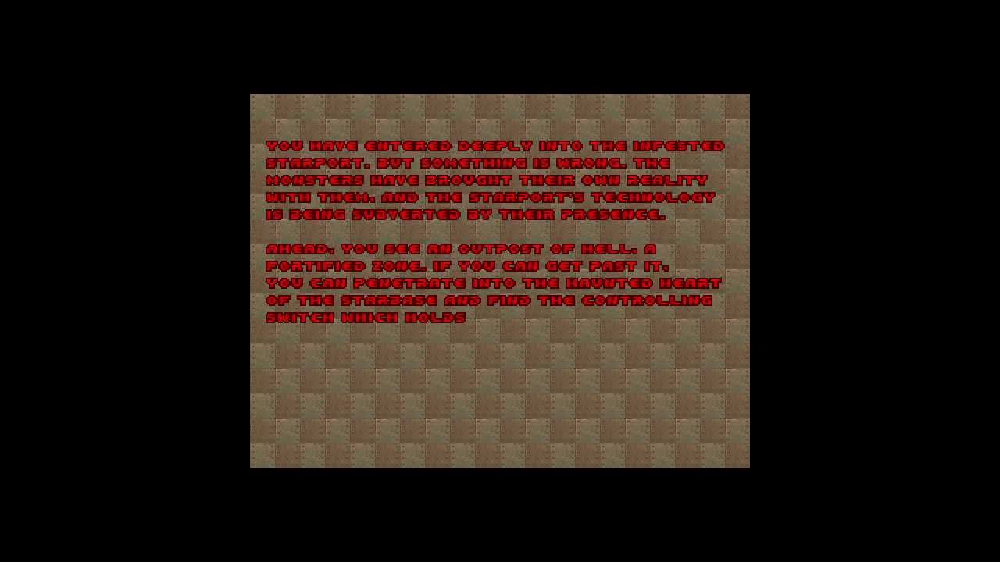 YOU HAVE ENTERED DEEPLY INTO THE INFESTED
STARPORT. BUT SOMETHING IS WRONG. THE
MONSTERS HAVE BROUGHT THEIR OWN REALITY
WITH THEM, AND THE STARPORT'S TECHNOLOGY
IS BEING SUBVERTED BY THEIR PRESENCE.
AHEAD, YOU SEE AN OUTPOST OF HELL, A
FORTIFIED ZONE. IF YOU CAN GET PAST IT,
YOU CAN PENETRATE INTO THE HAUNTED HEART
OF THE STARBASE AND FIND THE CONTROLLING
SWITCH WHICH HOLDS